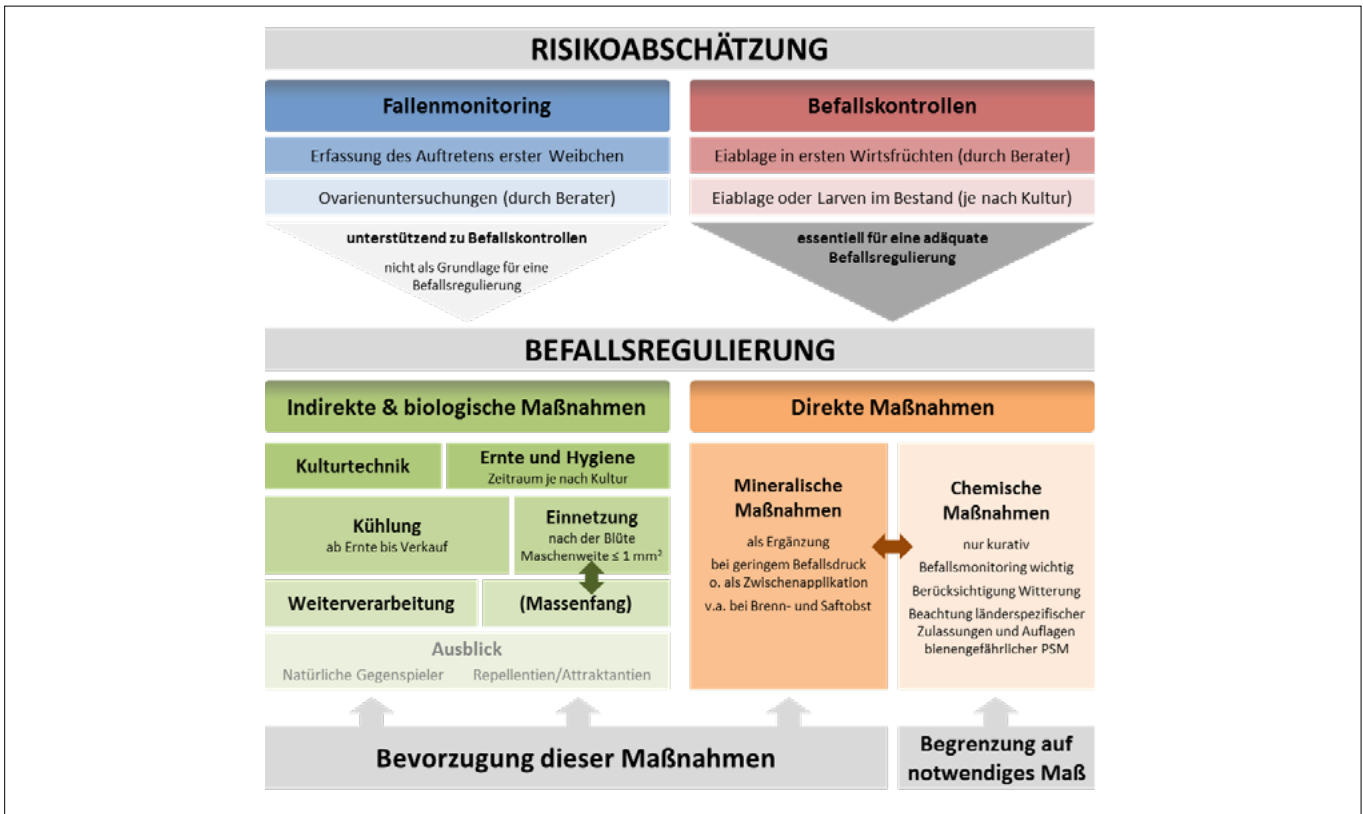 RISIKOABSCHÄTZUNG
Fallenmonitoring
Erfassung des Auftretens erster Weibchen
Ovarienuntersuchungen (durch Berater)
unterstützend zu Befallskontrollen
nicht als Grundlage für eine
Befallsregulierung
Befallskontrollen
Eiablage in ersten Wirtsfrüchten (durch Berater)
Eiablage oder Larven im Bestand (je nach Kultur)
essentiell für eine adäquate
Befallsregulierung
BEFALLSREGULIERUNG
Indirekte & biologische Maßnahmen
Kulturtechnik
Ernte und Hygiene
Zeitraum je nach Kultur
Kühlung
ab Ernte bis Verkauf
Einnetzung
nach der Blüte
Maschenweite ≤ 1 mm²
Weiterverarbeitung
(Massenfang)
Ausblick
Natürliche Gegenspieler Repellentien/Attraktantien
Direkte Maßnahmen
Mineralische
Maßnahmen
als Ergänzung
bei geringem Befallsdruck
o. als Zwischenapplikation
v.a. bei Brenn- und Saftobst
Chemische
Maßnahmen
nur kurativ
Befallsmonitoring wichtig
Berücksichtigung Witterung
Beachtung länderspezifischer
Zulassungen und Auflagen
bienengefährlicher PSM
Bevorzugung dieser Maßnahmen
Begrenzung auf
notwendiges Maß